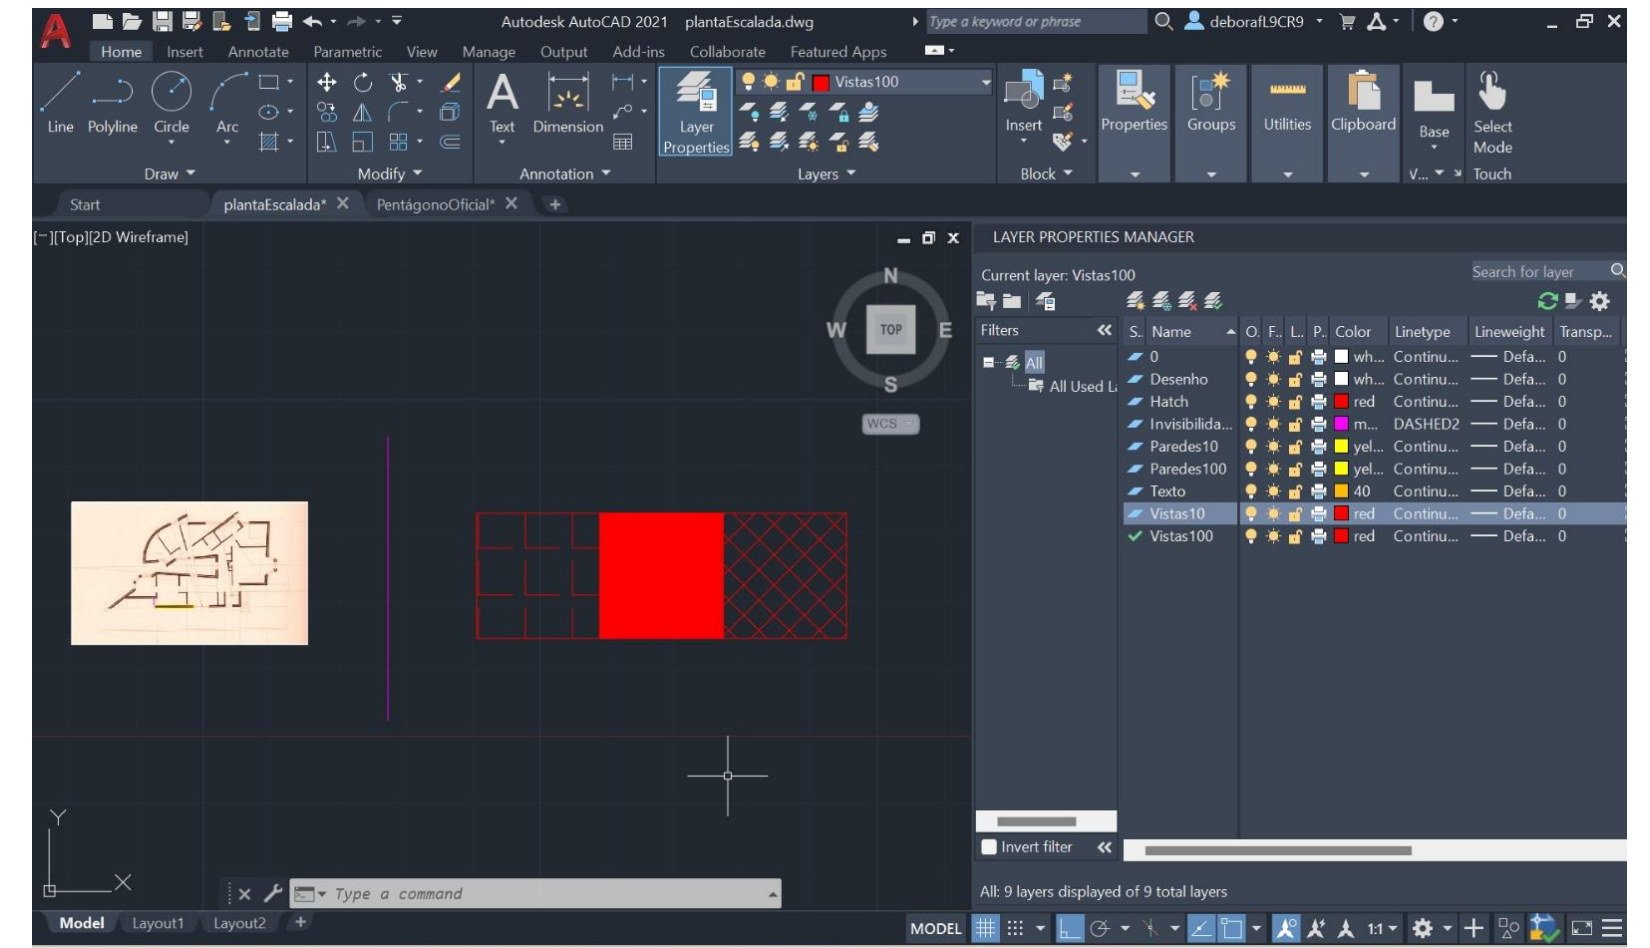 Autodesk AutoCAD 2021 plantaEscalada.dwg Type a keyword or phrase deborafL9CR9
Home Insert Annotate Parametric View Manage Output Add-ins Collaborate Featured Apps
Line Polyline Circle Arc
Text Dimension
Layer Properties
Vistas100
Insert
Properties Groups Utilities Clipboard Base
Select Mode
Draw Modify Annotation Layers Block V... Touch
Start plantaEscalada* PentágonoOficial*
[−][Top][2D Wireframe]
N
W TOP E
S
WCS
Y
X
Type a command
LAYER PROPERTIES MANAGER
Current layer: Vistas100 Search for layer
Filters S.. Name O. F.. L.. P. Color Linetype Lineweight Transp...
All
All Used L
0 wh... Continu... Defa... 0
Desenho wh... Continu... Defa... 0
Hatch red Continu... Defa... 0
Invisibilida... m... DASHED2 Defa... 0
Paredes10 yel... Continu... Defa... 0
Paredes100 yel... Continu... Defa... 0
Texto 40 Continu... Defa... 0
Vistas10 red Continu... Defa... 0
Vistas100 red Continu... Defa... 0
Invert filter
All: 9 layers displayed of 9 total layers
Model Layout1 Layout2 MODEL 1:1